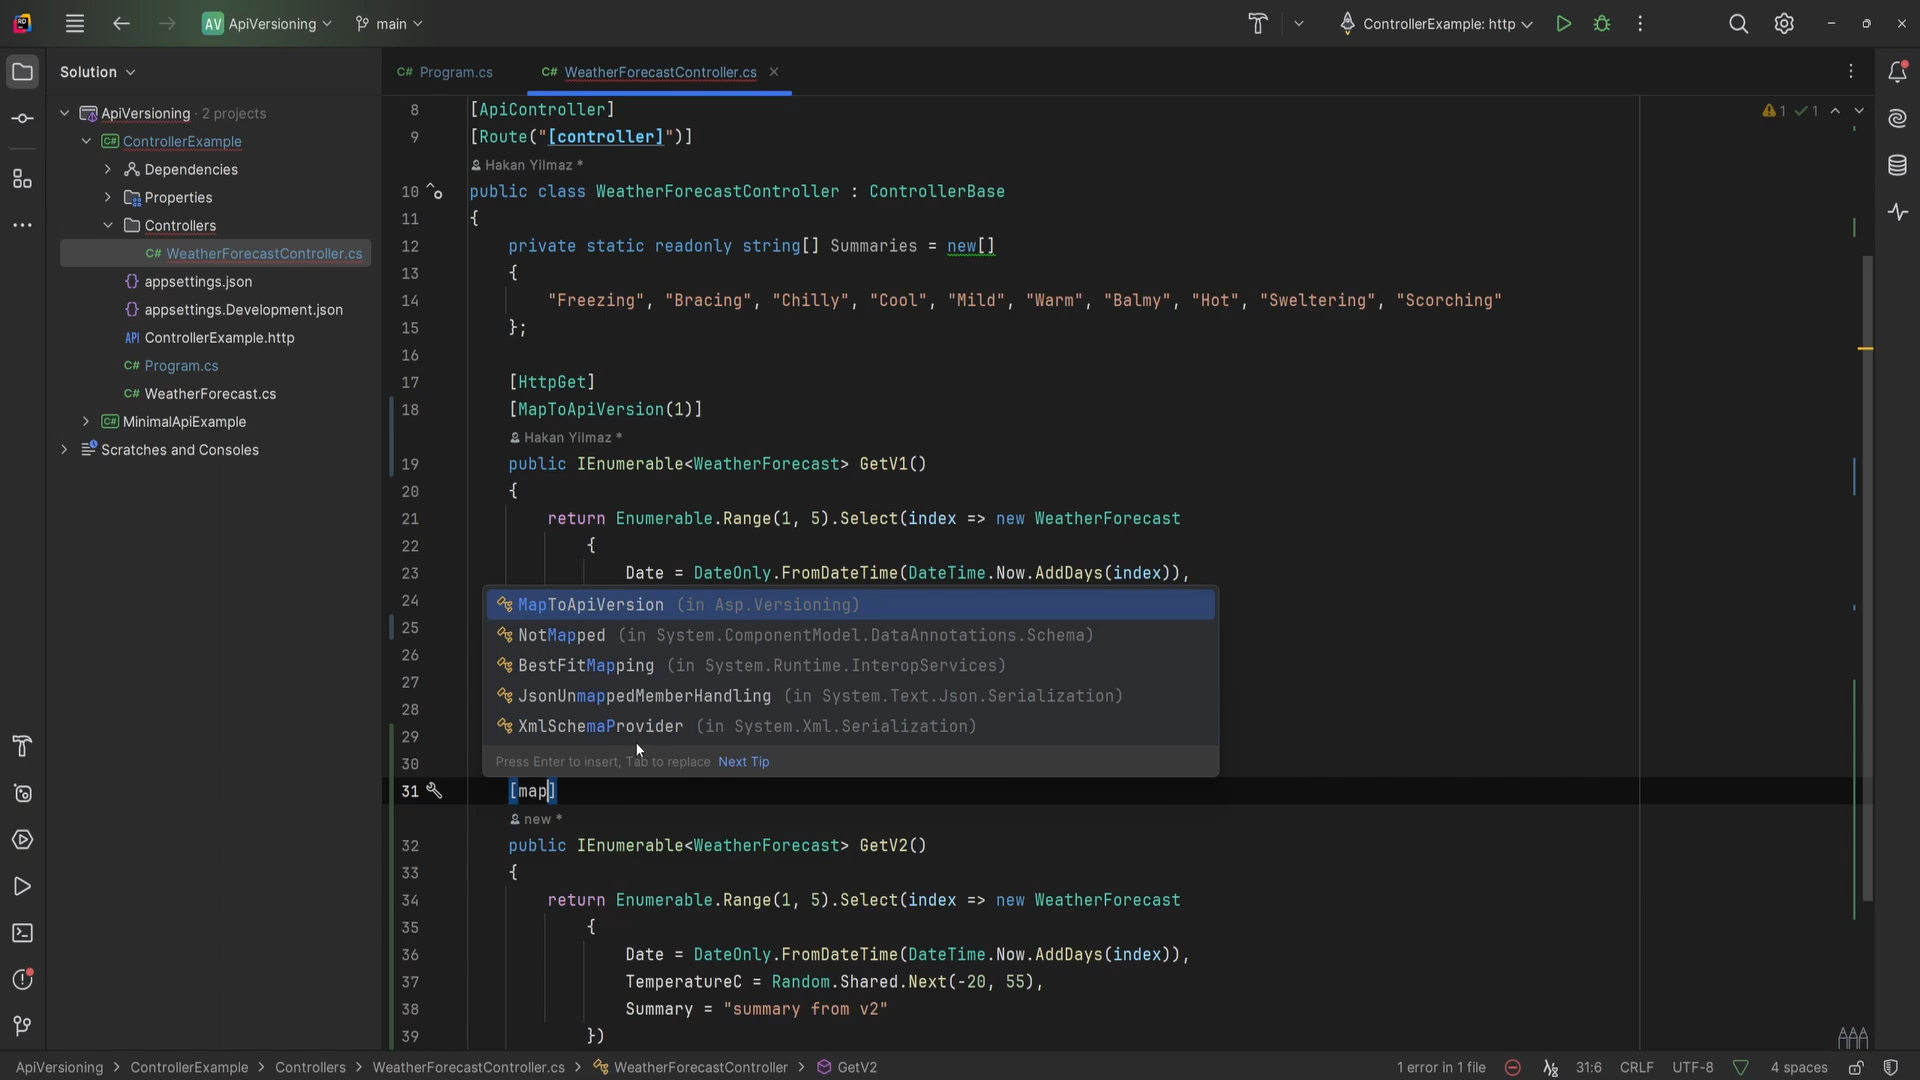 AV ApiVersioning
main
ControllerExample: http
Solution
Program.cs
WeatherForecastController.cs
ApiVersioning · 2 projects
ControllerExample
Dependencies
Properties
Controllers
C# WeatherForecastController.cs
{} appsettings.json
{} appsettings.Development.json
API ControllerExample.http
C# Program.cs
C# WeatherForecast.cs
C# MinimalApiExample
Scratches and Consoles
1 1
8 [ApiController]
9 [Route("[controller]")]
Hakan Yilmaz *
10 public class WeatherForecastController : ControllerBase
11 {
12 private static readonly string[] Summaries = new[]
13 {
14 "Freezing", "Bracing", "Chilly", "Cool", "Mild", "Warm", "Balmy", "Hot", "Sweltering", "Scorching"
15 };
16
17 [HttpGet]
18 [MapToApiVersion(1)]
Hakan Yilmaz *
19 public IEnumerable<WeatherForecast> GetV1()
20 {
21 return Enumerable.Range(1, 5).Select(index => new WeatherForecast
22 {
23 Date = DateOnly.FromDateTime(DateTime.Now.AddDays(index)),
24 MapToApiVersion (in Asp.Versioning)
25 NotMapped (in System.ComponentModel.DataAnnotations.Schema)
26 BestFitMapping (in System.Runtime.InteropServices)
27
28 JsonUnmappedMemberHandling (in System.Text.Json.Serialization)
29 XmlSchemaProvider (in System.Xml.Serialization)
30 Press Enter to insert, Tab to replace Next Tip
31 [map]
new *
32 public IEnumerable<WeatherForecast> GetV2()
33 {
34 return Enumerable.Range(1, 5).Select(index => new WeatherForecast
35 {
36 Date = DateOnly.FromDateTime(DateTime.Now.AddDays(index)),
37 TemperatureC = Random.Shared.Next(-20, 55),
38 Summary = "summary from v2"
39 })
ApiVersioning > ControllerExample > Controllers > WeatherForecastController.cs > WeatherForecastController > GetV2
1 error in 1 file
31:6 CRLF UTF-8 4 spaces